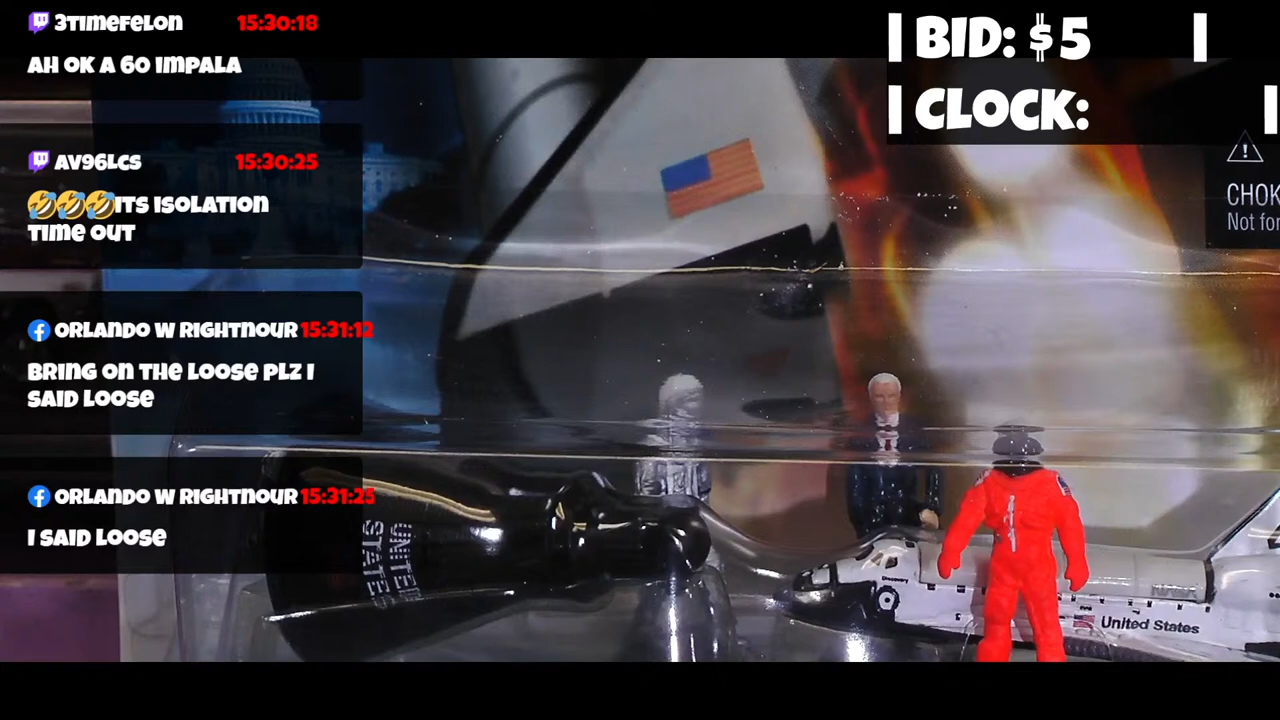 3TIMEFELON 15:30:18
AH OK A 60 IMPALA
AV96LCS 15:30:25
🤣🤣🤣ITS ISOLATION
TIME OUT
ORLANDO W RIGHTNOUR 15:31:12
BRING ON THE LOOSE PLZ I
SAID LOOSE
ORLANDO W RIGHTNOUR 15:31:25
I SAID LOOSE
| BID: $5 |
| CLOCK: |
CHOK
Not for
UNITED
STATES
Discovery
United States